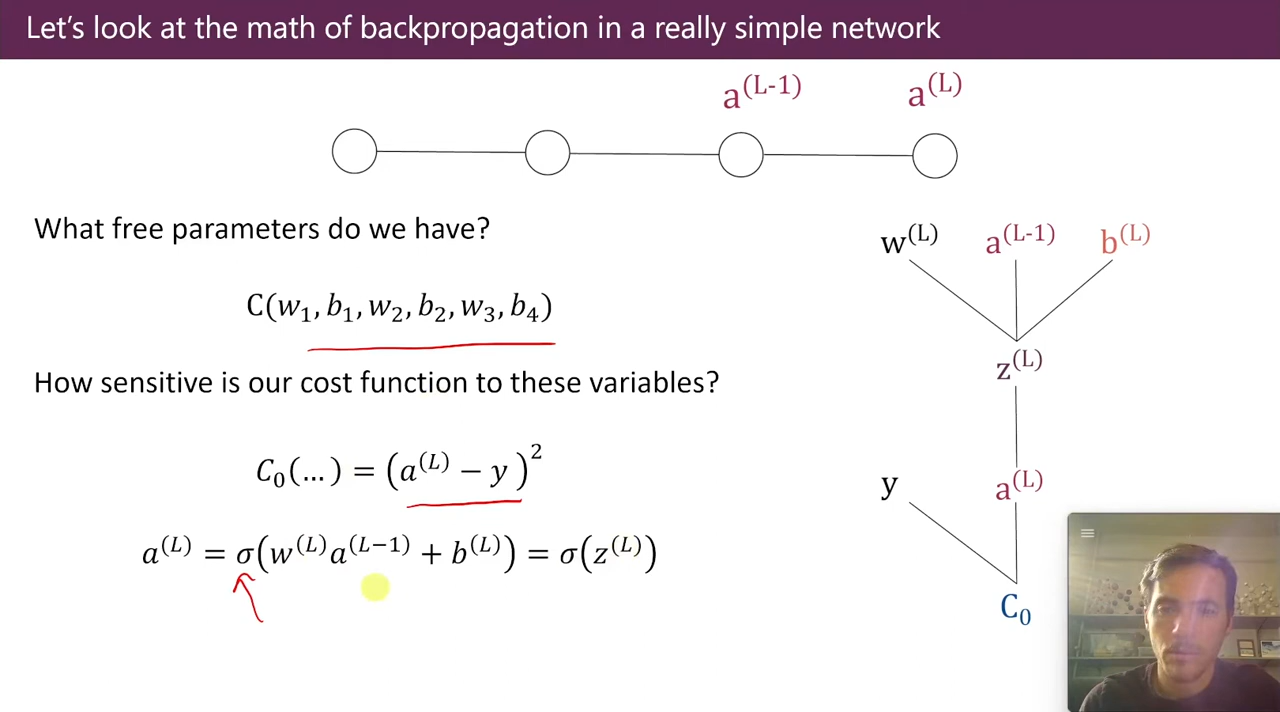 Let's look at the math of backpropagation in a really simple network
a^(L-1) a^(L)
What free parameters do we have?
w^(L) a^(L-1) b^(L)
C(w₁, b₁, w₂, b₂, w₃, b₄)
z^(L)
How sensitive is our cost function to these variables?
C₀(…) = (a^(L) − y)²
y a^(L)
a^(L) = σ(w^(L)a^(L−1) + b^(L)) = σ(z^(L))
C₀